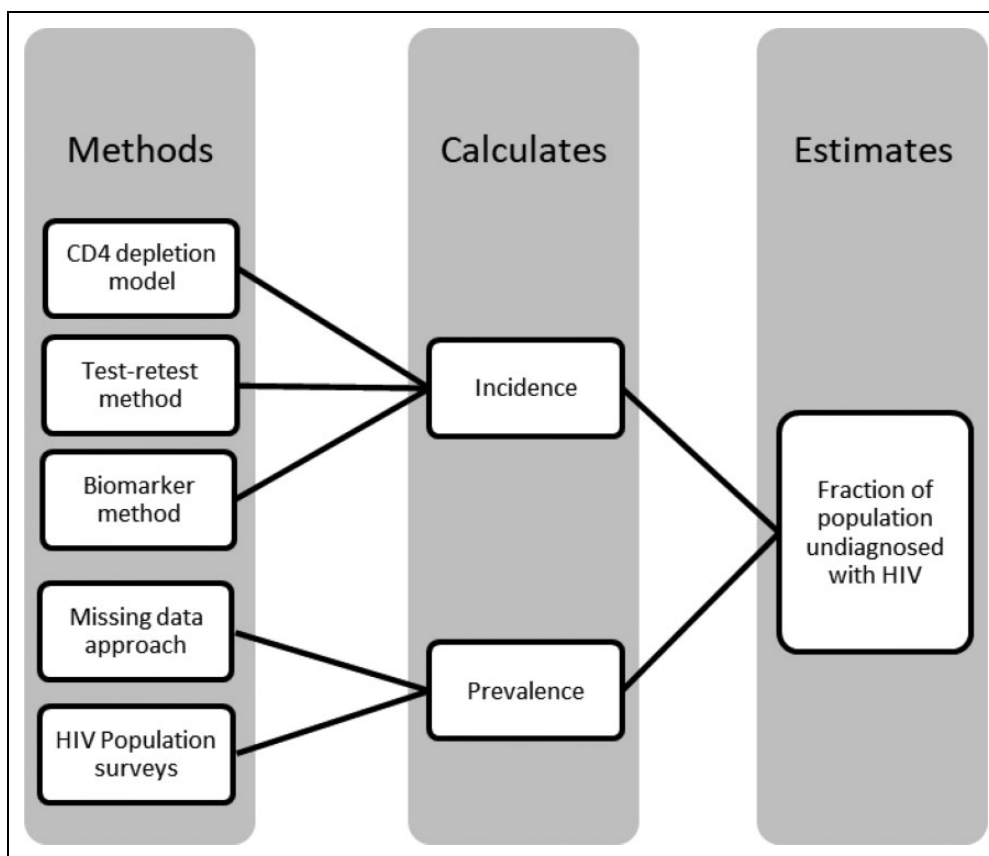 Methods
CD4 depletion
model
Test-retest
method
Biomarker
method
Missing data
approach
HIV Population
surveys
Calculates
Incidence
Prevalence
Estimates
Fraction of
population
undiagnosed
with HIV